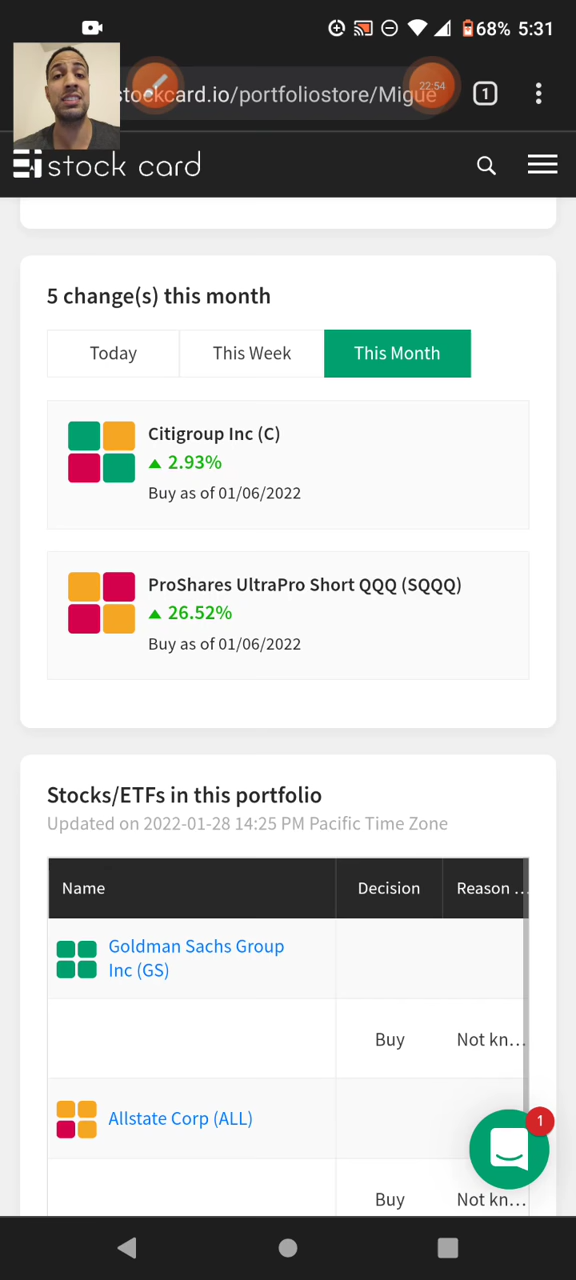 68% 5:31
stockcard.io/portfoliostore/Migue
22:54
1
stock card
5 change(s) this month
Today This Week This Month
Citigroup Inc (C)
2.93%
Buy as of 01/06/2022
ProShares UltraPro Short QQQ (SQQQ)
26.52%
Buy as of 01/06/2022
Stocks/ETFs in this portfolio
Updated on 2022-01-28 14:25 PM Pacific Time Zone
Name Decision Reason ...
Goldman Sachs Group
Inc (GS)
Buy Not kn...
Allstate Corp (ALL)
1
Buy Not kn...